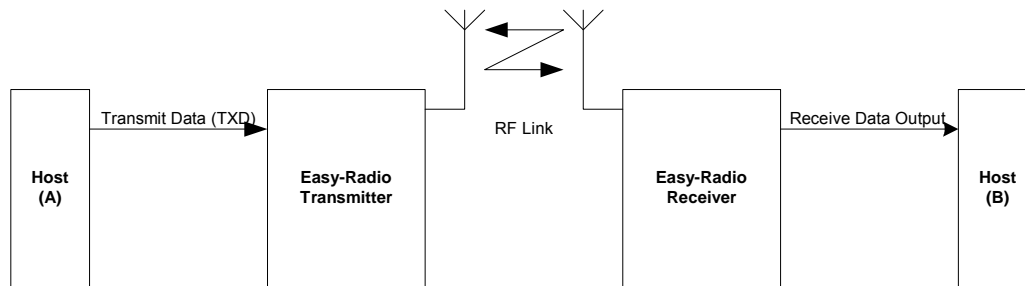 Transmit Data (TXD)
RF Link
Receive Data Output
Host
(A)
Easy-Radio
Transmitter
Easy-Radio
Receiver
Host
(B)